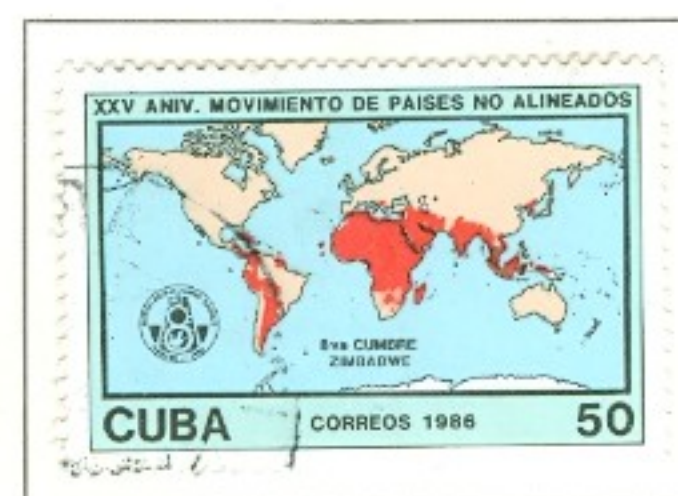 XXV ANIV. MOVIMIENTO DE PAISES NO ALINEADOS
8va CUMBRE
ZIMBABWE
CUBA
CORREOS 1986
50